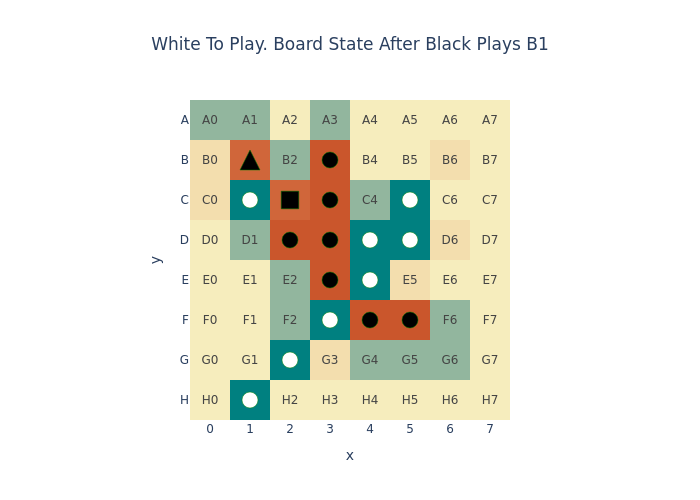 White To Play. Board State After Black Plays B1
A A0 A1 A2 A3 A4 A5 A6 A7
B B0 B2 B4 B5 B6 B7
C C0 C4 C6 C7
D D0 D1 D6 D7
E E0 E1 E2 E5 E6 E7
F F0 F1 F2 F6 F7
G G0 G1 G3 G4 G5 G6 G7
H H0 H2 H3 H4 H5 H6 H7
0 1 2 3 4 5 6 7
x
y